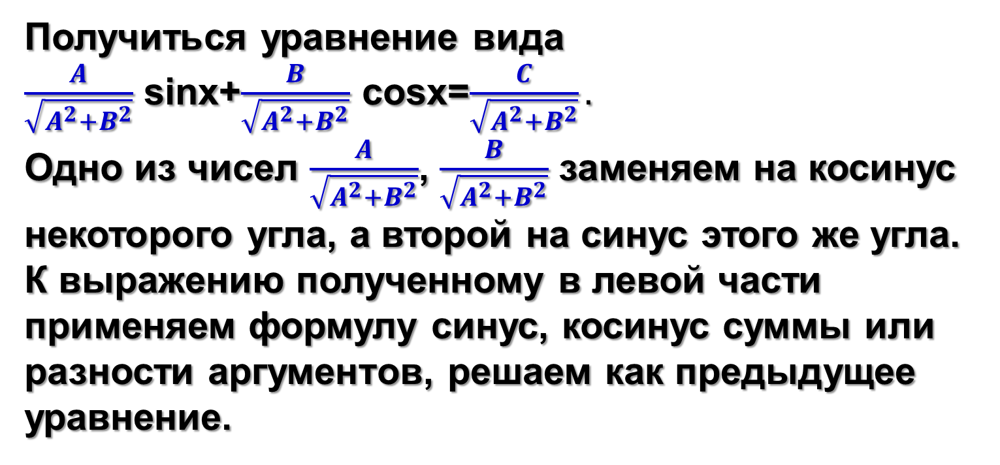 Получиться уравнение вида
$\frac{A}{\sqrt{A^2+B^2}}$ sinx+$\frac{B}{\sqrt{A^2+B^2}}$ cosx=$\frac{C}{\sqrt{A^2+B^2}}$.
Одно из чисел $\frac{A}{\sqrt{A^2+B^2}}$, $\frac{B}{\sqrt{A^2+B^2}}$ заменяем на косинус
некоторого угла, а второй на синус этого же угла.
К выражению полученному в левой части
применяем формулу синус, косинус суммы или
разности аргументов, решаем как предыдущее
уравнение.